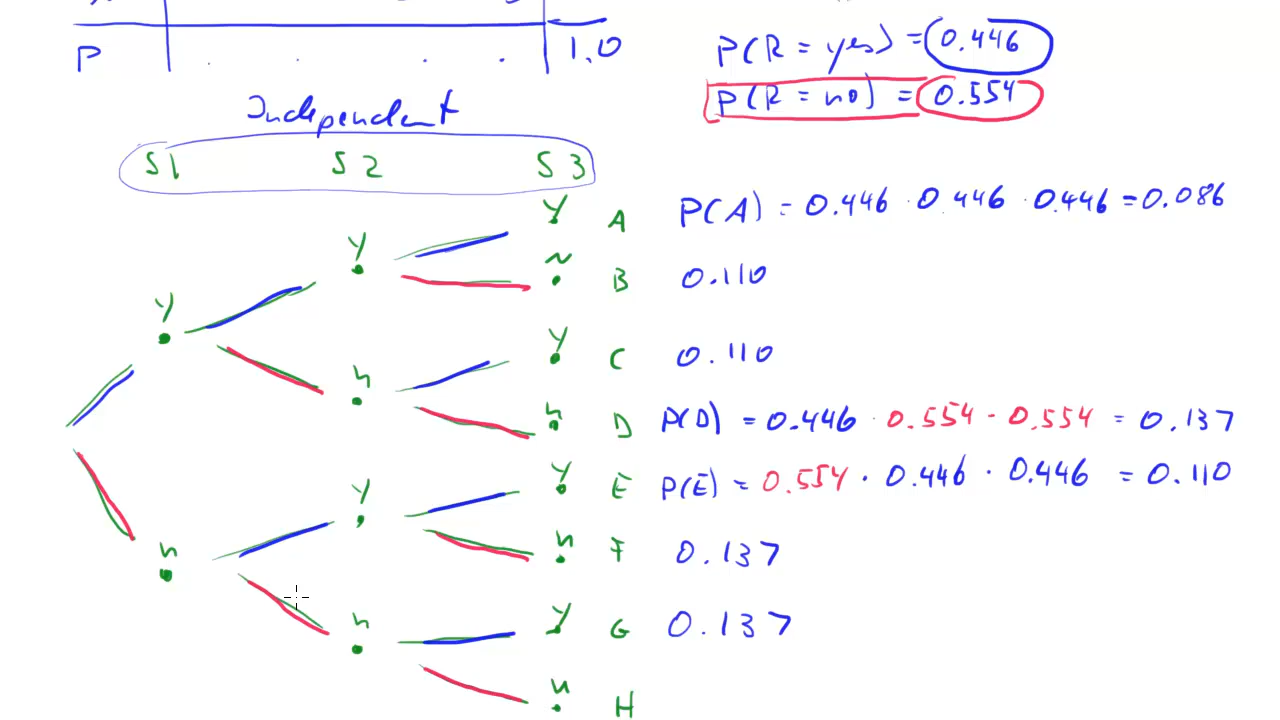 P 1.0
P(R = yes) = 0.446
P(R = no) = 0.554
Independent
S1 S2 S3
P(A) = 0.446 · 0.446 · 0.446 = 0.086
y A
y
n B 0.110
y
y C 0.110
n
n D P(D) = 0.446 · 0.554 - 0.554 = 0.137
y E P(E) = 0.554 · 0.446 · 0.446 = 0.110
y
n F 0.137
n
y G 0.137
n
n H